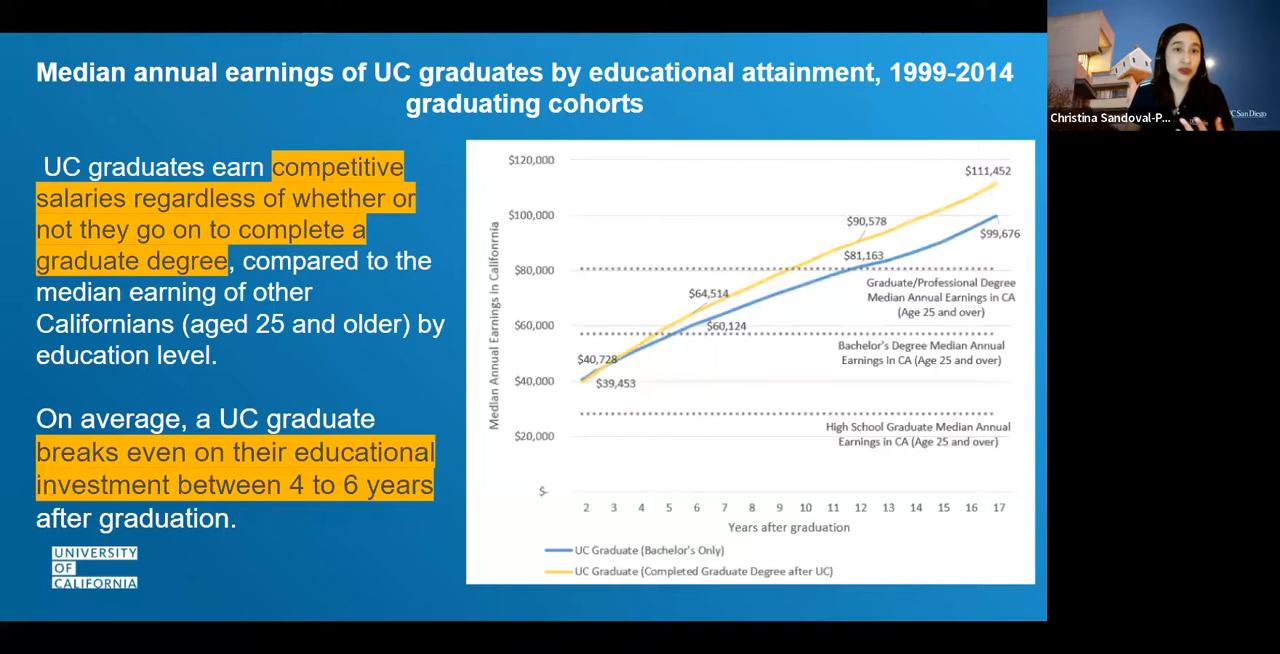 Median annual earnings of UC graduates by educational attainment, 1999-2014
graduating cohorts
UC graduates earn competitive
salaries regardless of whether or
not they go on to complete a
graduate degree, compared to the
median earning of other
Californians (aged 25 and older) by
education level.
On average, a UC graduate
breaks even on their educational
investment between 4 to 6 years
after graduation.
UNIVERSITY
OF
CALIFORNIA
Median Annual Earnings in Califonrnia
$120,000
$100,000
$80,000
$60,000
$40,000
$20,000
$-
$111,452
$90,578
$99,676
$81,163
Graduate/Professional Degree
Median Annual Earnings in CA
(Age 25 and over)
$64,514
$60,124
Bachelor's Degree Median Annual
Earnings in CA (Age 25 and over)
$40,728
$39,453
High School Graduate Median Annual
Earnings in CA (Age 25 and over)
2 3 4 5 6 7 8 9 10 11 12 13 14 15 16 17
Years after graduation
UC Graduate (Bachelor's Only)
UC Graduate (Completed Graduate Degree after UC)
UC San Diego
Christina Sandoval-P...